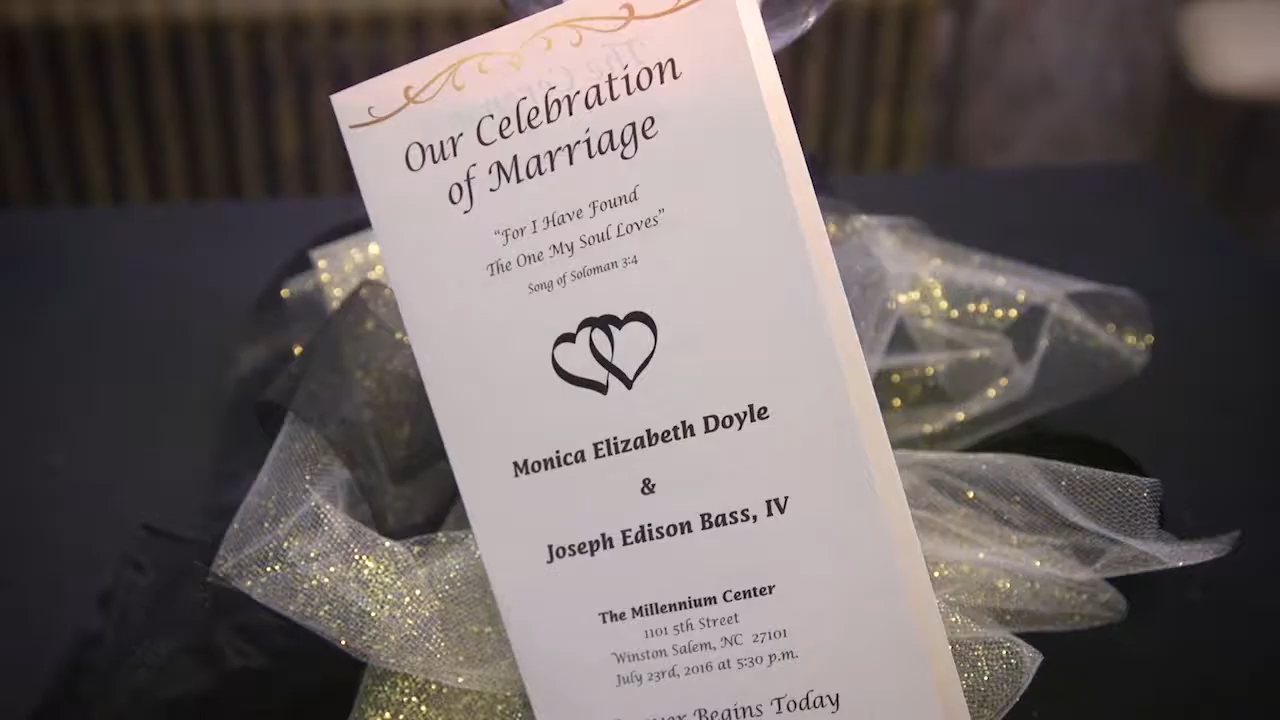 Our Celebration
of Marriage
“For I Have Found
The One My Soul Loves”
Song of Soloman 3:4
Monica Elizabeth Doyle
&
Joseph Edison Bass, IV
The Millennium Center
1101 5th Street
Winston Salem, NC 27101
July 23rd, 2016 at 5:30 p.m.
Begins Today